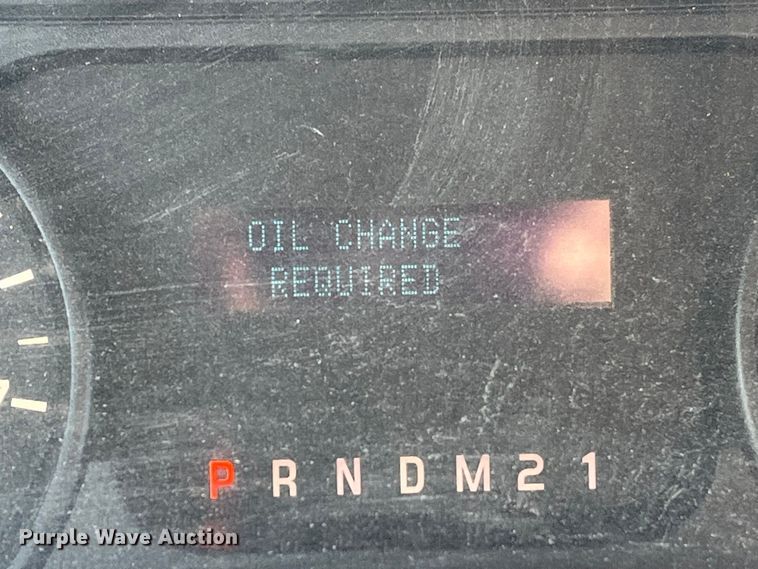 OIL CHANGE
REQUIRED
P R N D M 2 1
Purple Wave Auction